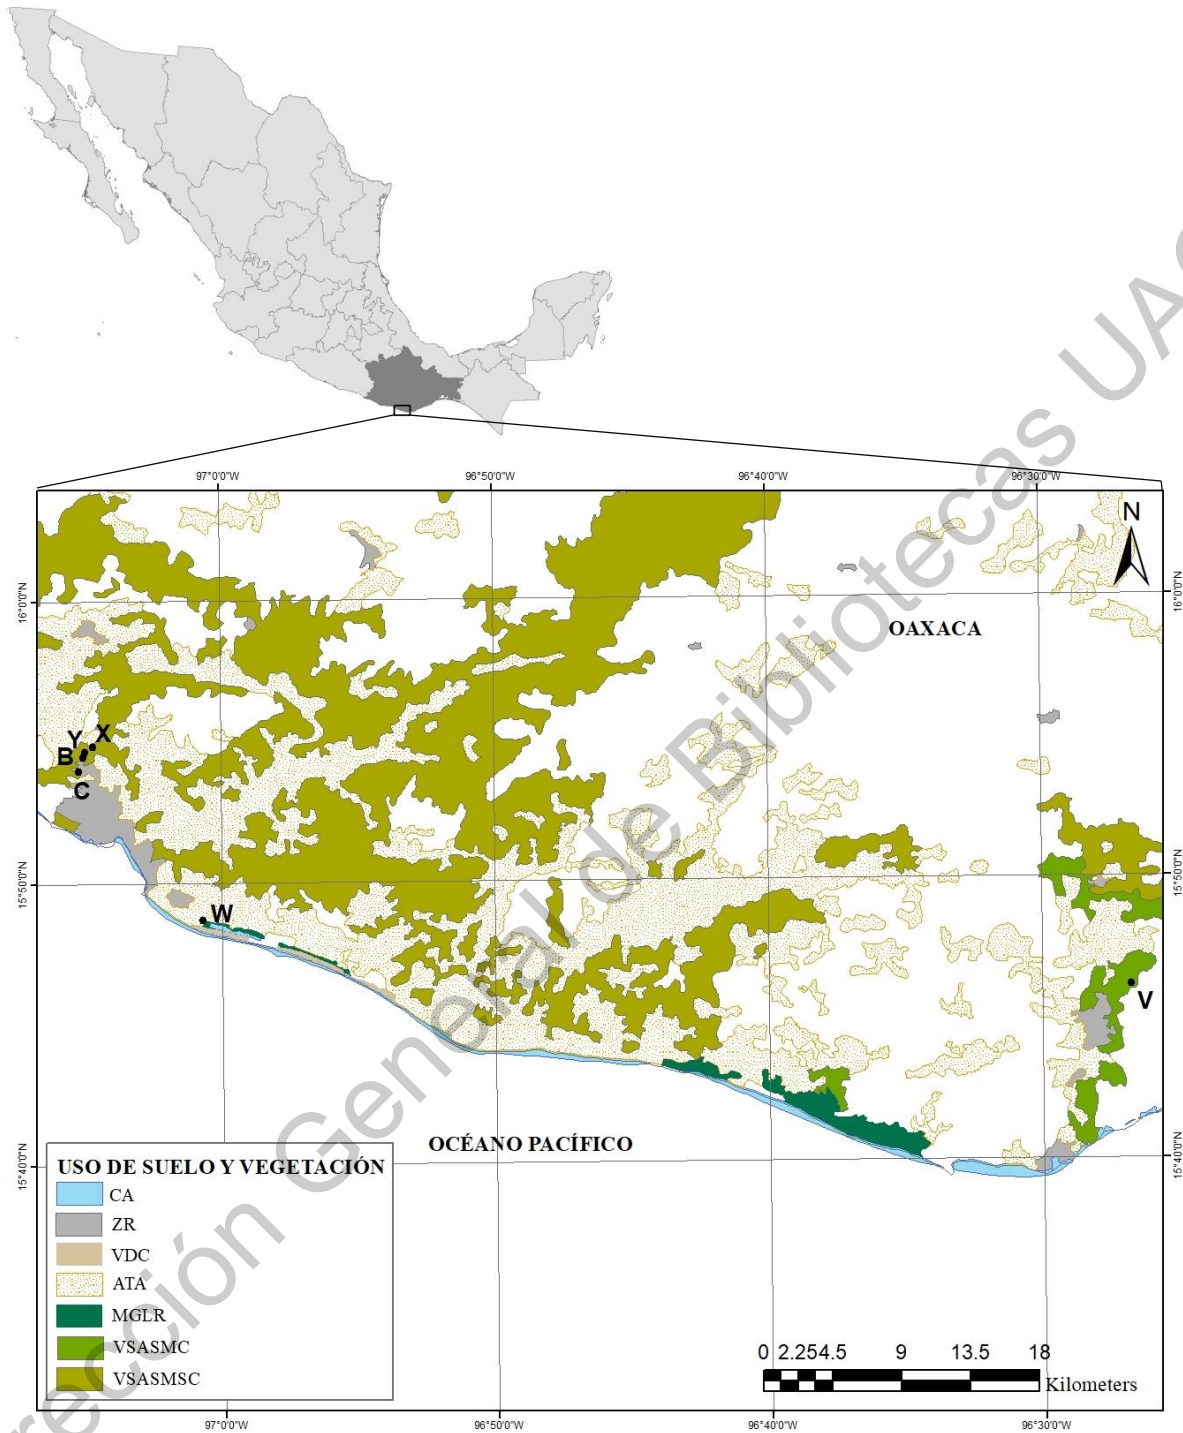 97°0'0"W
96°50'0"W
96°40'0"W
96°30'0"W
N
16°0'0"N
16°0'0"N
OAXACA
Y
X
B
C
15°50'0"N
15°50'0"N
W
V
OCÉANO PACÍFICO
15°40'0"N
15°40'0"N
USO DE SUELO Y VEGETACIÓN
CA
ZR
VDC
ATA
MGLR
VSASMC
VSASMSC
0 2.25 4.5 9 13.5 18
Kilometers
97°0'0"W
96°50'0"W
96°40'0"W
96°30'0"W
rección General de Bibliotecas UA